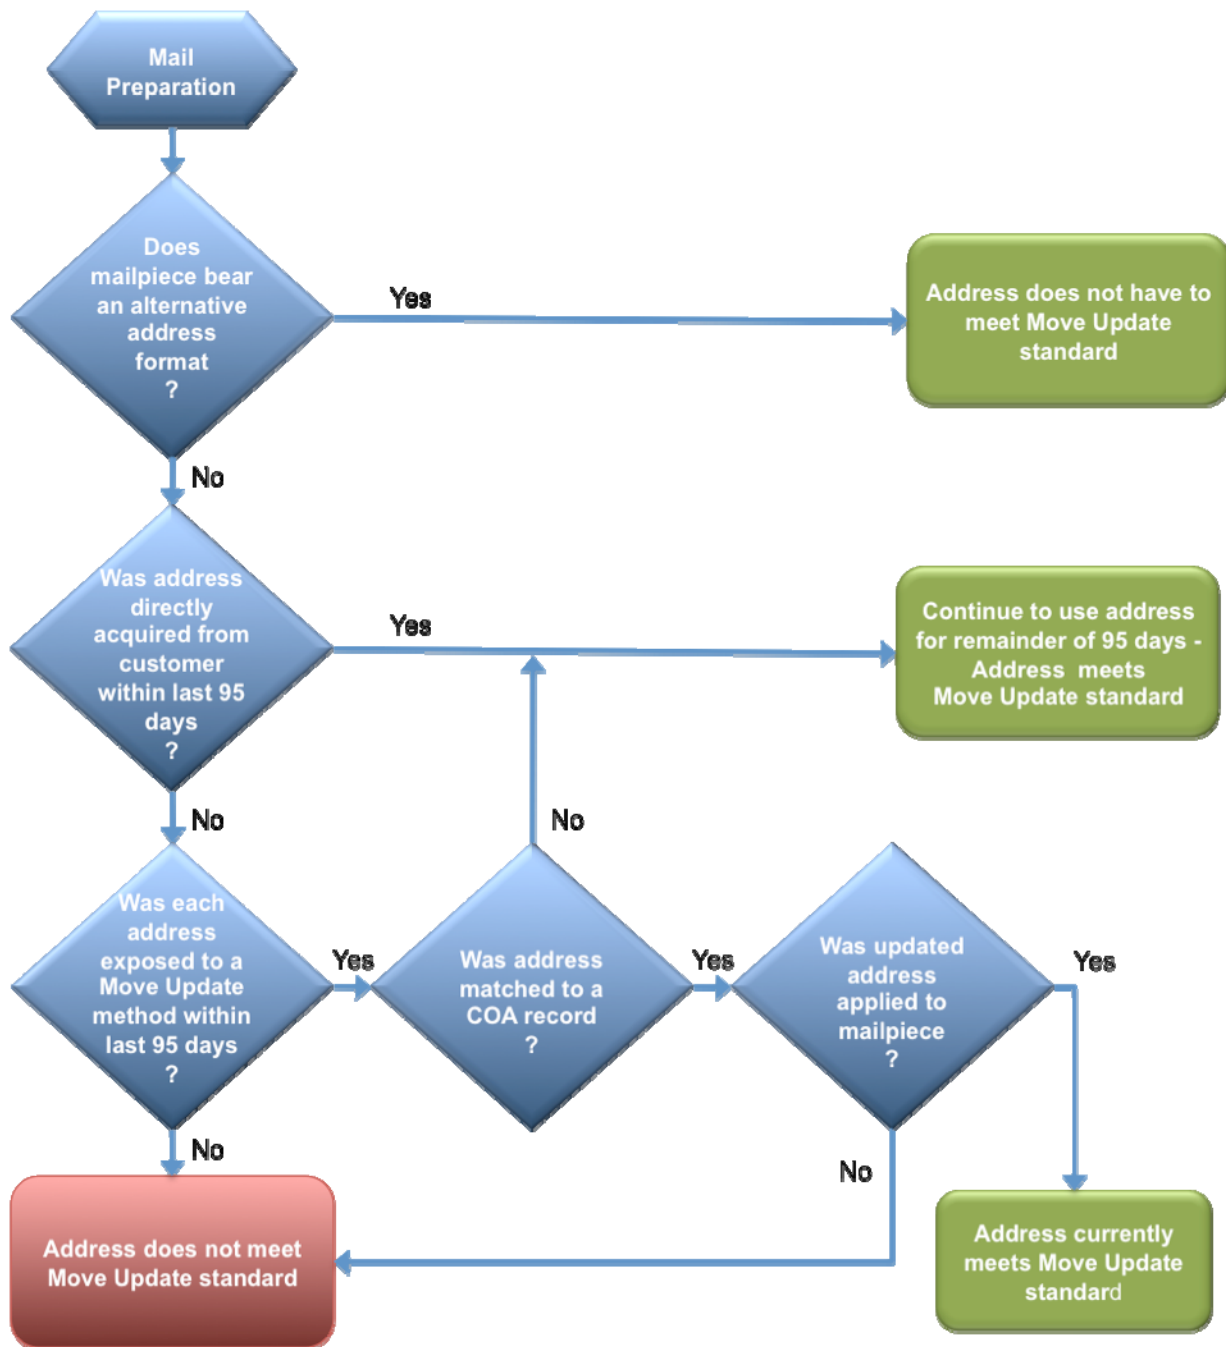 Mail
Preparation
Does
mailpiece bear
an alternative
address
format
?
Yes
Address does not have to
meet Move Update
standard
No
Was address
directly
acquired from
customer
within last 95
days
?
Yes
Continue to use address
for remainder of 95 days -
Address meets
Move Update standard
No
No
Was each
address
exposed to a
Move Update
method within
last 95 days
?
Yes
Was address
matched to a
COA record
?
Yes
Was updated
address
applied to
mailpiece
?
Yes
No
No
Address does not meet
Move Update standard
Address currently
meets Move Update
standard